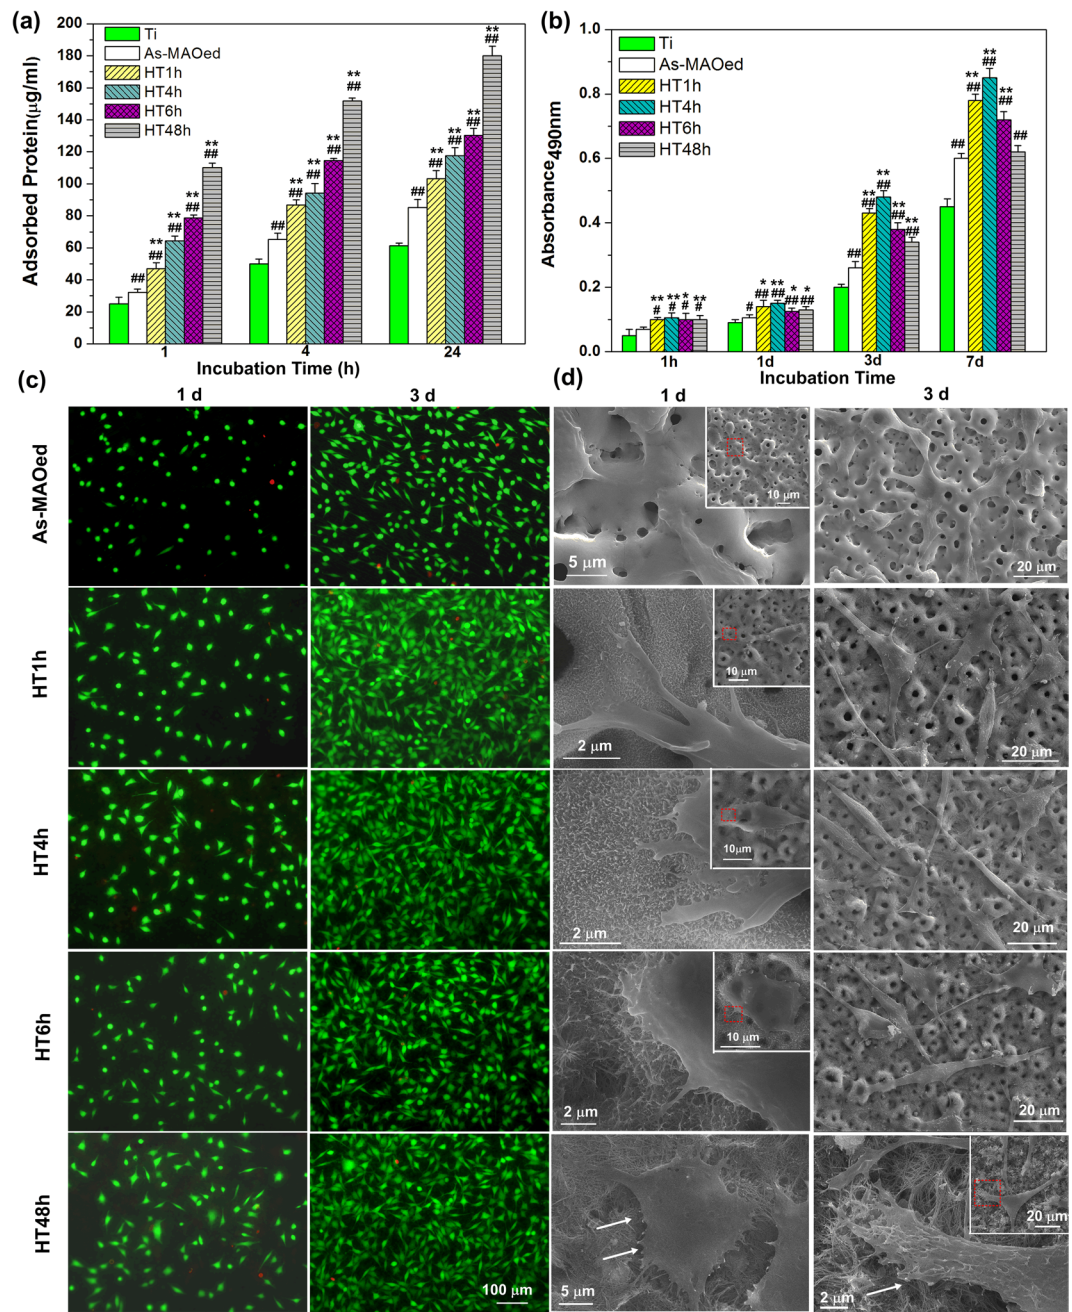 (a)
200
180
160
140
120
100
80
60
40
20
0
Adsorbed Protein(μg/ml)
Ti
As-MAOed
HT1h
HT4h
HT6h
HT48h
## ** ## ** ## ** ## ** ##
## ** ## ** ## ** ## ** ##
## ** ## ** ## ** ## ** ##
1 4 24
Incubation Time (h)
(b)
1.0
0.8
0.6
0.4
0.2
0.0
Absorbance490nm
Ti
As-MAOed
HT1h
HT4h
HT6h
HT48h
** # ** # * # ** #
# * ## ** ## * ## * ##
## ** ## ** ## ** ## ** ##
## ** ## ** ## ** ## ##
1h 1d 3d 7d
Incubation Time
(c)
1 d 3 d
(d)
1 d 3 d
As-MAOed
10 μm
5 μm
20 μm
HT1h
10 μm
2 μm
20 μm
HT4h
10μm
2 μm
20 μm
HT6h
10 μm
2 μm
20 μm
HT48h
100 μm
5 μm
20 μm
2 μm